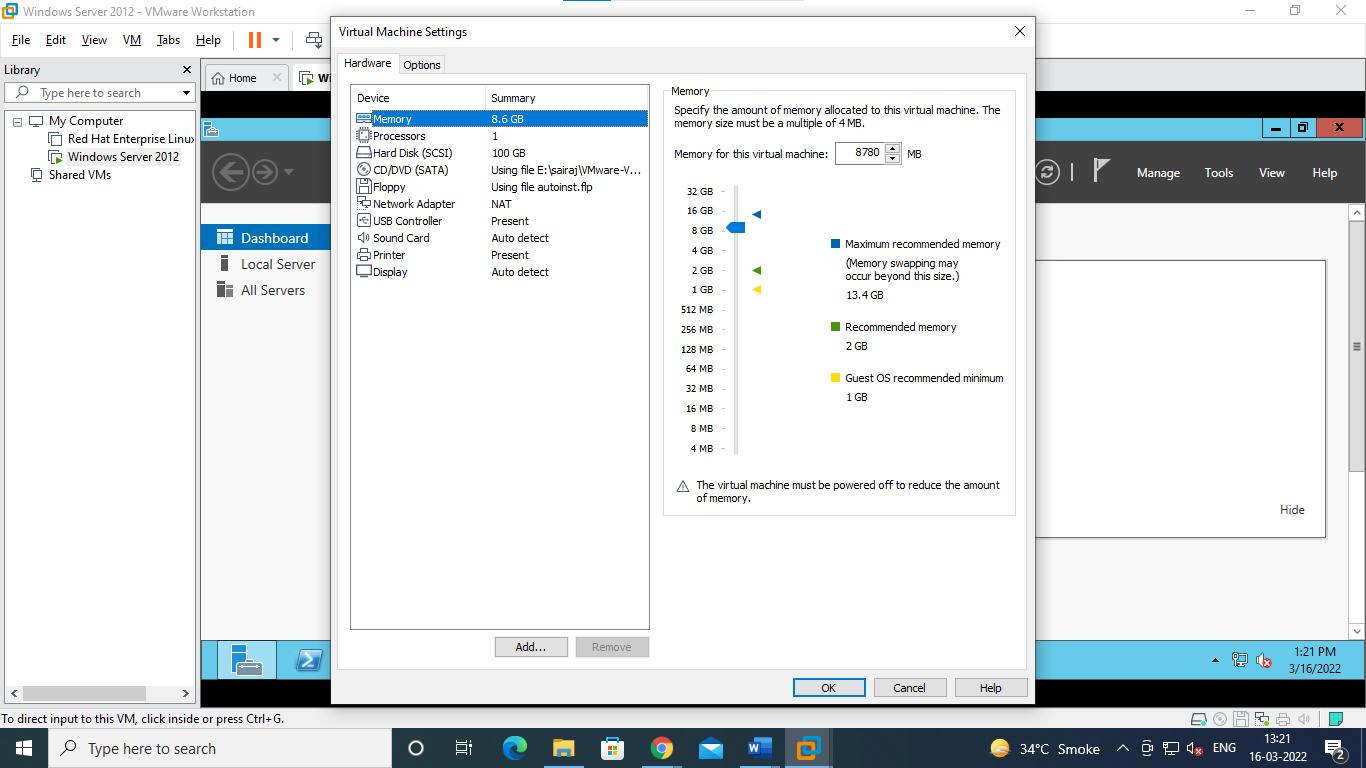 Windows Server 2012 - VMware Workstation
File Edit View VM Tabs Help
Library
Type here to search
My Computer
Red Hat Enterprise Linux
Windows Server 2012
Shared VMs
Home
Wi
Virtual Machine Settings
Hardware Options
Device Summary
Memory 8.6 GB
Processors 1
Hard Disk (SCSI) 100 GB
CD/DVD (SATA) Using file E:\sairaj\VMware-V...
Floppy Using file autoinst.flp
Network Adapter NAT
USB Controller Present
Sound Card Auto detect
Printer Present
Display Auto detect
Add... Remove
Memory
Specify the amount of memory allocated to this virtual machine. The
memory size must be a multiple of 4 MB.
Memory for this virtual machine: 8780 MB
32 GB
16 GB
8 GB
4 GB
2 GB
1 GB
512 MB
256 MB
128 MB
64 MB
32 MB
16 MB
8 MB
4 MB
Maximum recommended memory
(Memory swapping may
occur beyond this size.)
13.4 GB
Recommended memory
2 GB
Guest OS recommended minimum
1 GB
The virtual machine must be powered off to reduce the amount
of memory.
OK Cancel Help
Dashboard
Local Server
All Servers
Manage Tools View Help
Hide
1:21 PM
3/16/2022
To direct input to this VM, click inside or press Ctrl+G.
Type here to search
34°C Smoke
ENG
13:21
16-03-2022
2